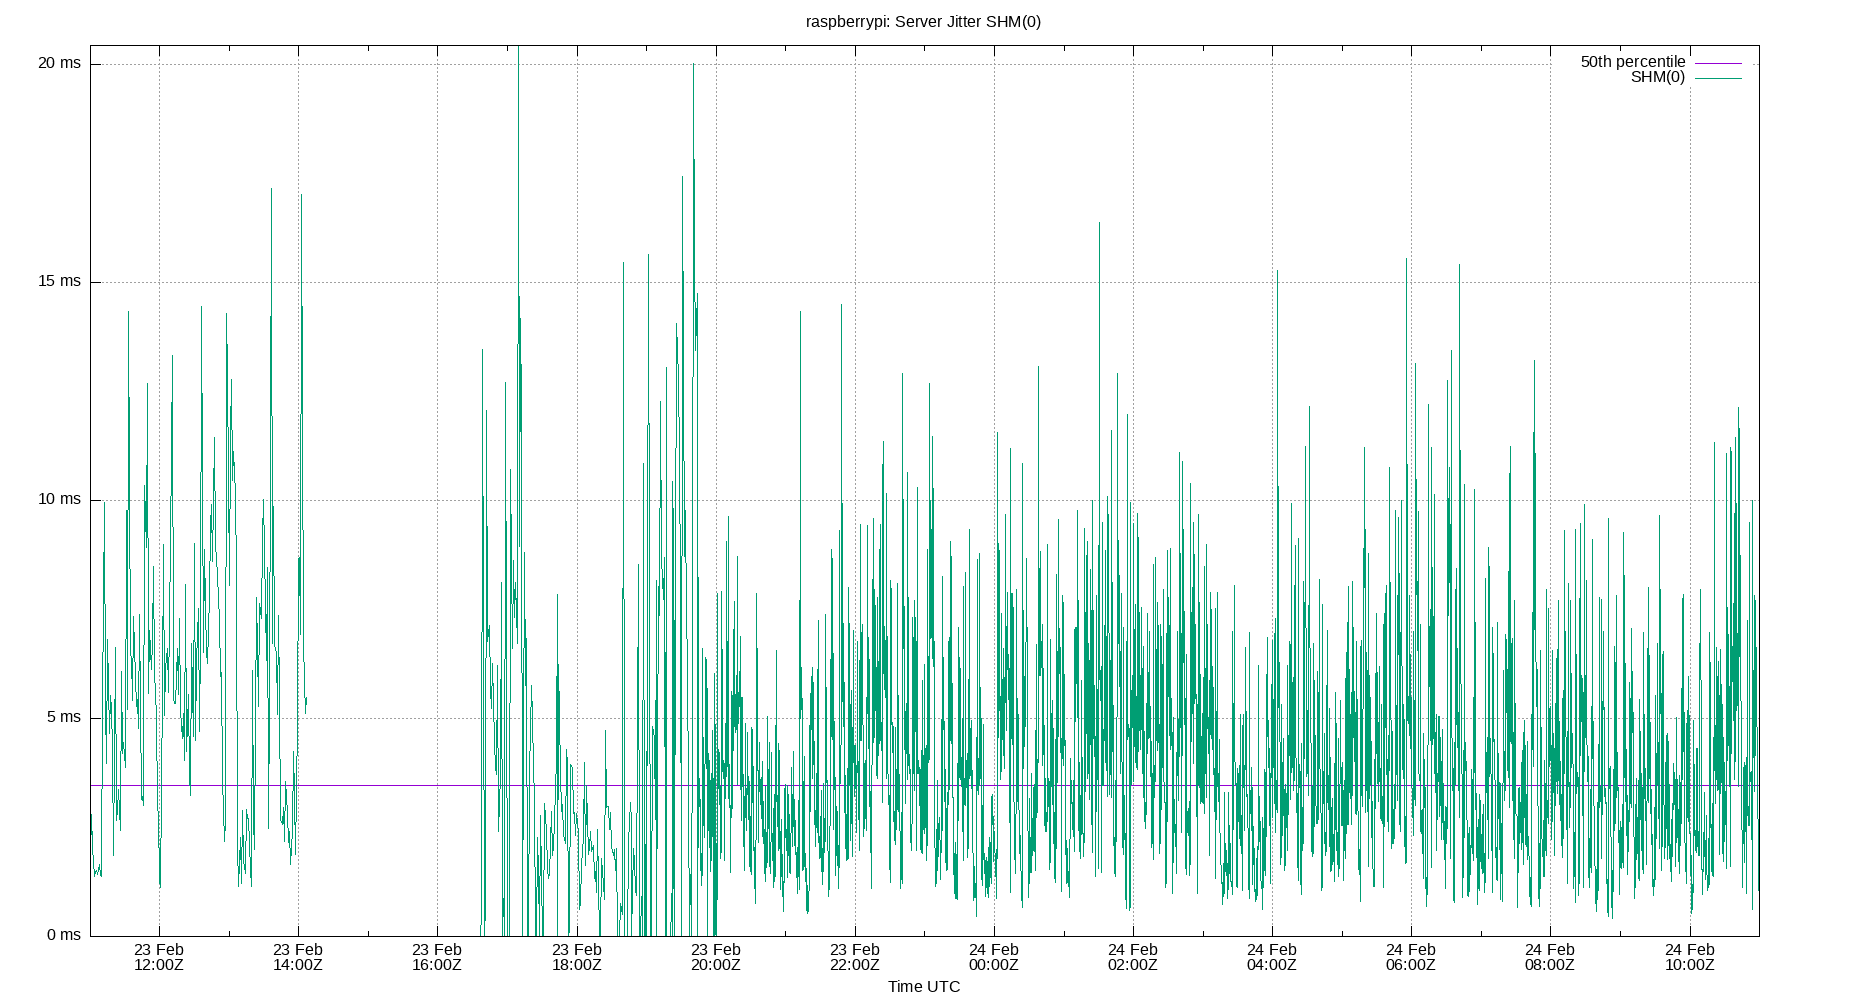 raspberrypi: Server Jitter SHM(0)
50th percentile
SHM(0)
20 ms
15 ms
10 ms
5 ms
0 ms
23 Feb 23 Feb 23 Feb 23 Feb 23 Feb 23 Feb 24 Feb 24 Feb 24 Feb 24 Feb 24 Feb 24 Feb
12:00Z 14:00Z 16:00Z 18:00Z 20:00Z 22:00Z 00:00Z 02:00Z 04:00Z 06:00Z 08:00Z 10:00Z
Time UTC